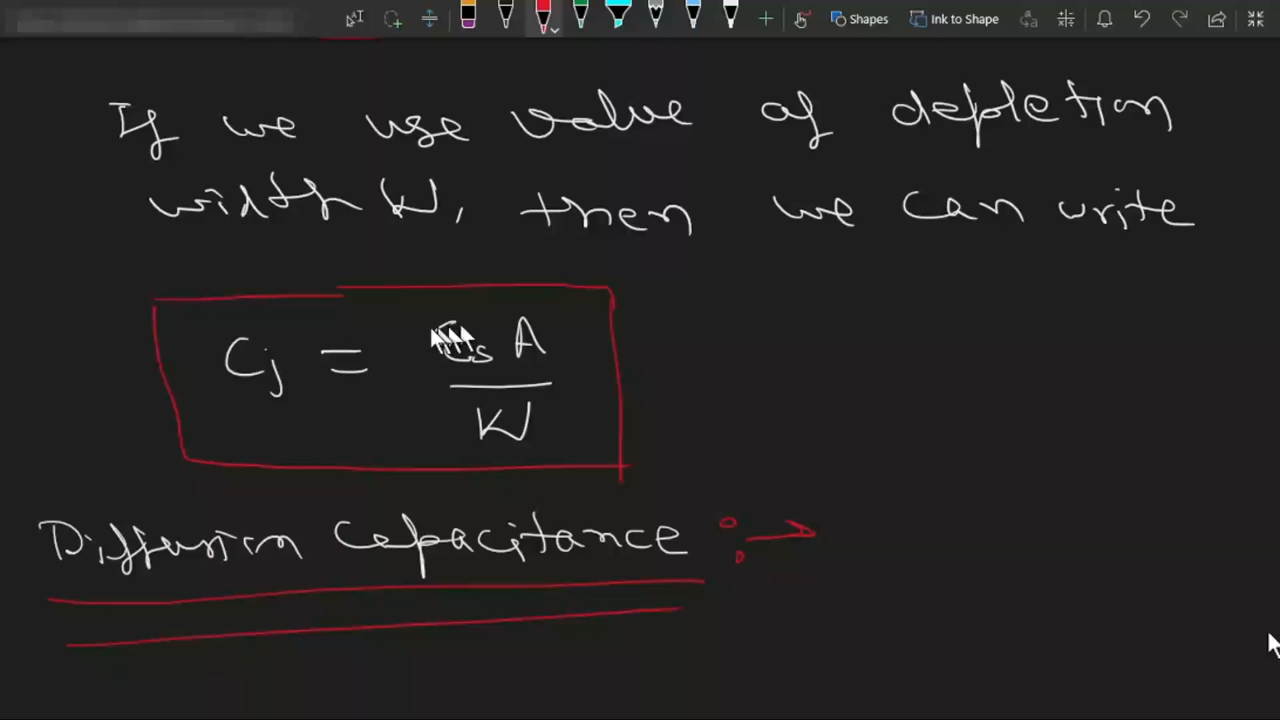 Shapes Ink to Shape
If we use value of depletion
width W, then we can write
Cj = εs A
W
Diffusion Capacitance :→